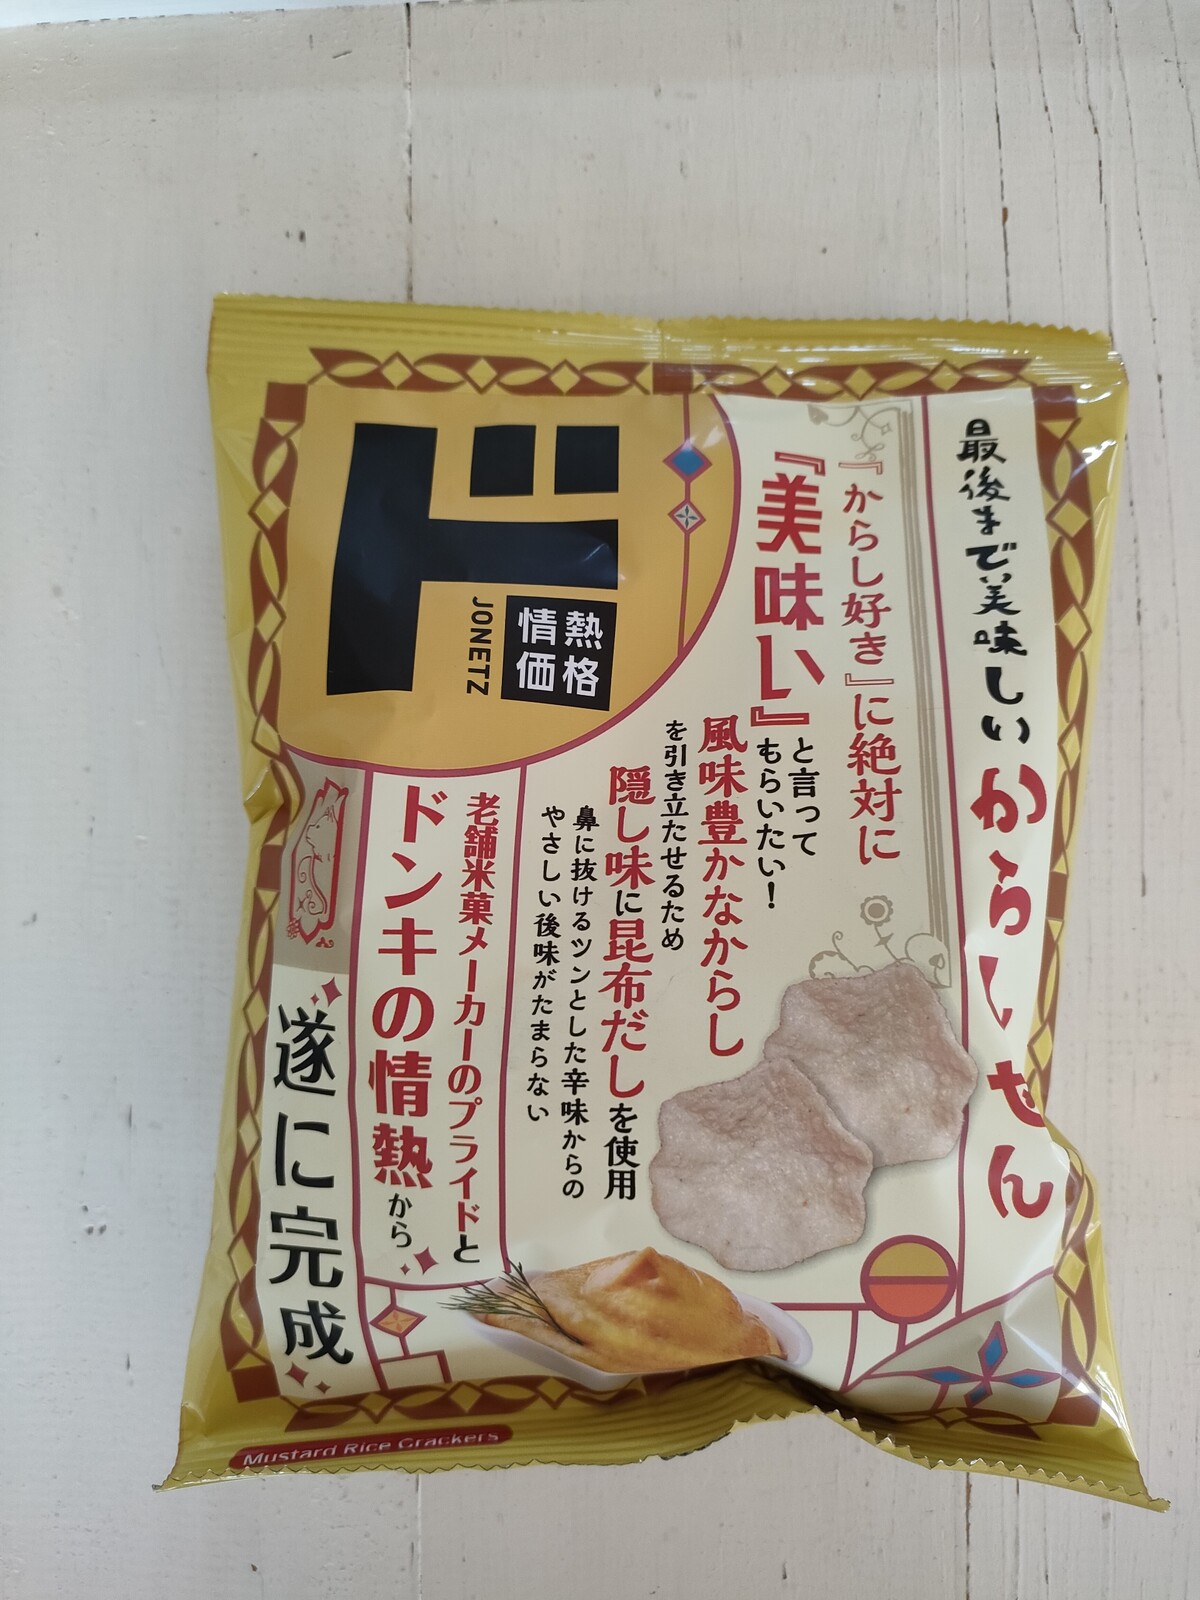 最後まで美味しいからしせん
『からし好き』に絶対に
『美味い』と言って
もらいたい!
風味豊かなからし
を引き立たせるため
隠し味に昆布だしを使用
鼻に抜けるツンとした辛味からの
やさしい後味がたまらない
老舗米菓メーカーのプライドと
ドンキの情熱から
遂に完成
ド
情熱
価格
JONETZ
Mustard Rice Crackers